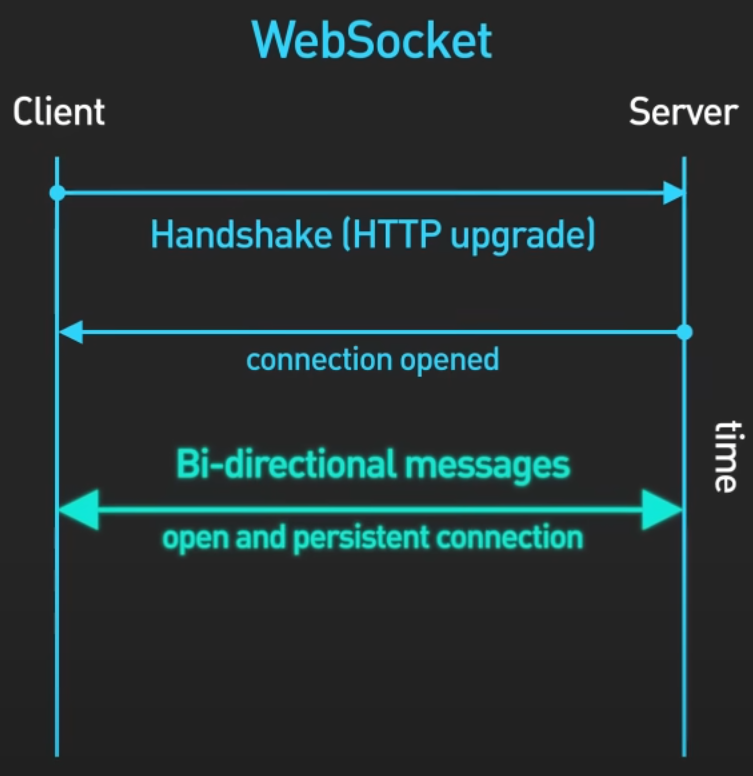 WebSocket
Client
Server
Handshake (HTTP upgrade)
connection opened
time
Bi-directional messages
open and persistent connection